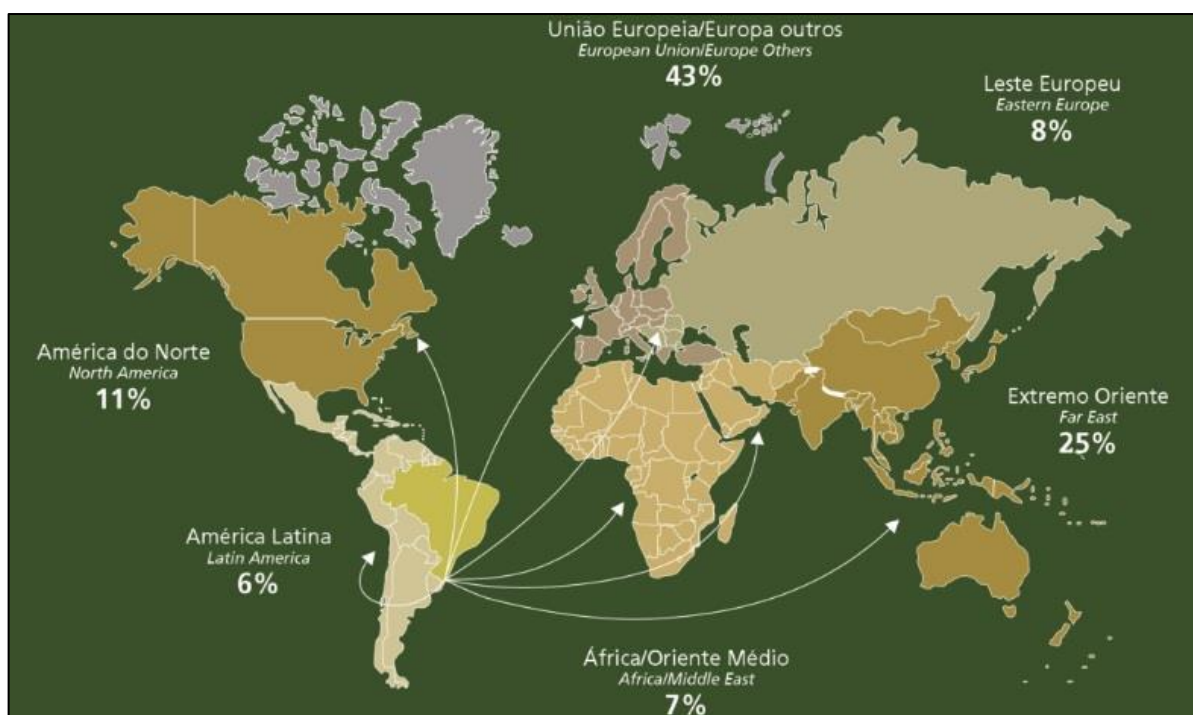 União Europeia/Europa outros
European Union/Europe Others
43%
Leste Europeu
Eastern Europe
8%
América do Norte
North America
11%
Extremo Oriente
Far East
25%
América Latina
Latin America
6%
África/Oriente Médio
Africa/Middle East
7%